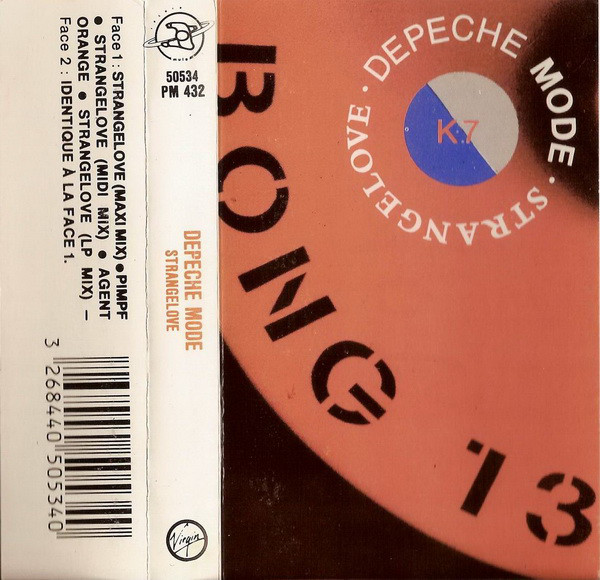 Face 1 : STRANGELOVE (MAXI MIX) ● PIMPF
● STRANGELOVE (MIDI MIX) ● AGENT
ORANGE ● STRANGELOVE (LP MIX) –
Face 2 : IDENTIQUE À LA FACE 1.
3 268440 505340
50534
PM 432
DEPECHE MODE
STRANGELOVE
Virgin
· DEPECHE MODE · STRANGELOVE
K.7
BONG 13